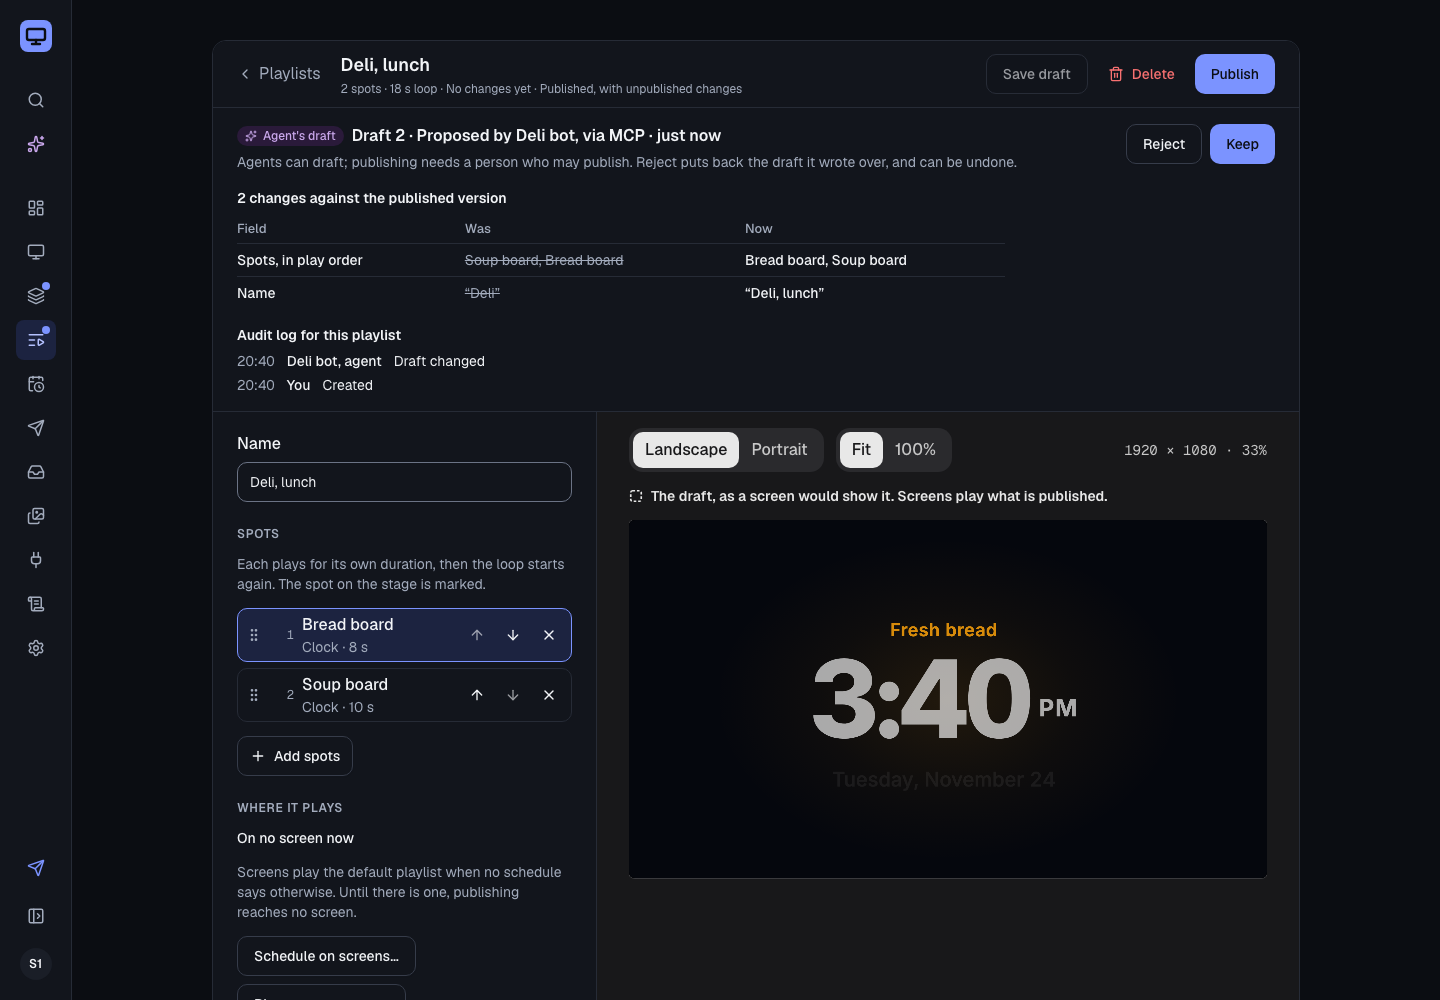 Playlists
Deli, lunch
2 spots · 18 s loop · No changes yet · Published, with unpublished changes
Save draft
Delete
Publish
Agent's draft
Draft 2 · Proposed by Deli bot, via MCP · just now
Agents can draft; publishing needs a person who may publish. Reject puts back the draft it wrote over, and can be undone.
Reject
Keep
2 changes against the published version
Field Was Now
Spots, in play order Soup board, Bread board Bread board, Soup board
Name “Deli” “Deli, lunch”
Audit log for this playlist
20:40 Deli bot, agent Draft changed
20:40 You Created
Name
Deli, lunch
SPOTS
Each plays for its own duration, then the loop starts
again. The spot on the stage is marked.
1 Bread board
Clock · 8 s
2 Soup board
Clock · 10 s
Add spots
WHERE IT PLAYS
On no screen now
Screens play the default playlist when no schedule
says otherwise. Until there is one, publishing
reaches no screen.
Schedule on screens…
Landscape Portrait Fit 100% 1920 × 1080 · 33%
The draft, as a screen would show it. Screens play what is published.
Fresh bread
3:40 PM
Tuesday, November 24
S1